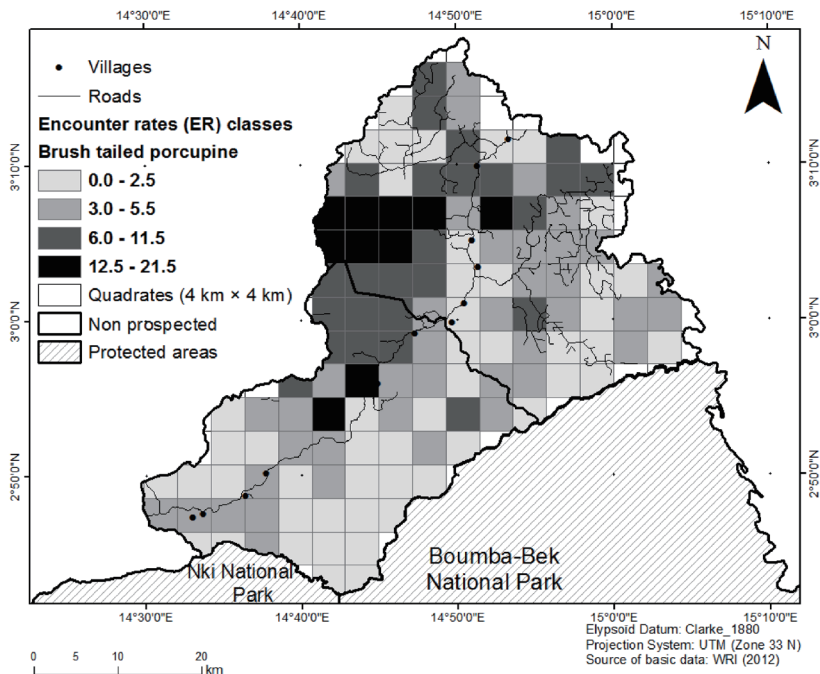 14°30'0"E 14°40'0"E 14°50'0"E 15°0'0"E 15°10'0"E
N
Villages
Roads
Encounter rates (ER) classes
Brush tailed porcupine
0.0 - 2.5
3.0 - 5.5
6.0 - 11.5
12.5 - 21.5
Quadrates (4 km × 4 km)
Non prospected
Protected areas
3°10'0"N 3°10'0"N
3°0'0"N 3°0'0"N
2°50'0"N 2°50'0"N
Nki National
Park
Boumba-Bek
National Park
14°30'0"E 14°40'0"E 14°50'0"E 15°0'0"E 15°10'0"E
Elypsoïd Datum: Clarke_1880
Projection System: UTM (Zone 33 N)
Source of basic data: WRI (2012)
0 5 10 20
km